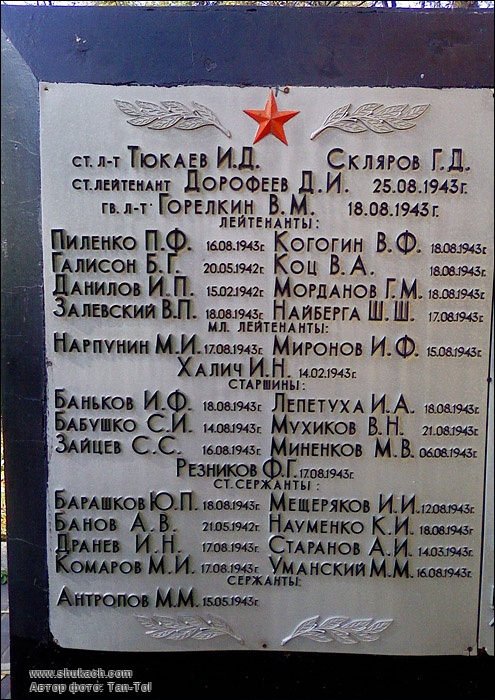 СТ. Л-Т ТЮКАЕВ И.Д. СКЛЯРОВ Г.Д.
СТ. ЛЕЙТЕНАНТ ДОРОФЕЕВ Д.И. 25.08.1943г.
ГВ. Л-Т ГОРЕЛКИН В.М. 18.08.1943г.
ЛЕЙТЕНАНТЫ:
ПИЛЕНКО П.Ф. 16.08.1943г. КОГОГИН В.Ф. 18.08.1943г.
ГАЛИСОН Б.Г. 20.05.1942г. КОЦ В.А. 18.08.1943г.
ДАНИЛОВ И.П. 15.02.1942г. МОРДАНОВ Г.М. 18.08.1943г.
ЗАЛЕВСКИЙ В.П. 18.08.1943г. НАЙБЕРГА Ш.Ш. 17.08.1943г.
МЛ. ЛЕЙТЕНАНТЫ:
НАРПУНИН М.И. 17.08.1943г. МИРОНОВ И.Ф. 15.08.1943г.
ХАЛИЧ И.Н. 14.02.1943г.
СТАРШИНЫ:
БАНЬКОВ И.Ф. 18.08.1943г. ЛЕПЕТУХА И.А. 18.08.1943г.
БАБУШКО С.И. 14.08.1943г. МУХИКОВ В.Н. 21.08.1943г.
ЗАЙЦЕВ С.С. 16.08.1943г. МИНЕНКОВ М.В. 06.08.1943г.
РЕЗНИКОВ Ф.Г. 17.08.1943г.
СТ. СЕРЖАНТЫ:
БАРАШКОВ Ю.П. 18.08.1943г. МЕЩЕРЯКОВ И.И. 12.08.1943г.
БАНОВ А.В. 21.05.1942г. НАУМЕНКО К.И. 18.08.1943г.
ДРАНЕВ И.Н. 17.08.1943г. СТАРАНОВ А.И. 14.03.1943г.
КОМАРОВ М.И. 17.08.1943г. УМАНСКИЙ М.М. 16.08.1943г.
СЕРЖАНТЫ:
АНТРОПОВ М.М. 15.05.1943г.
www.shukach.com
Автор фото: Tan-Tol